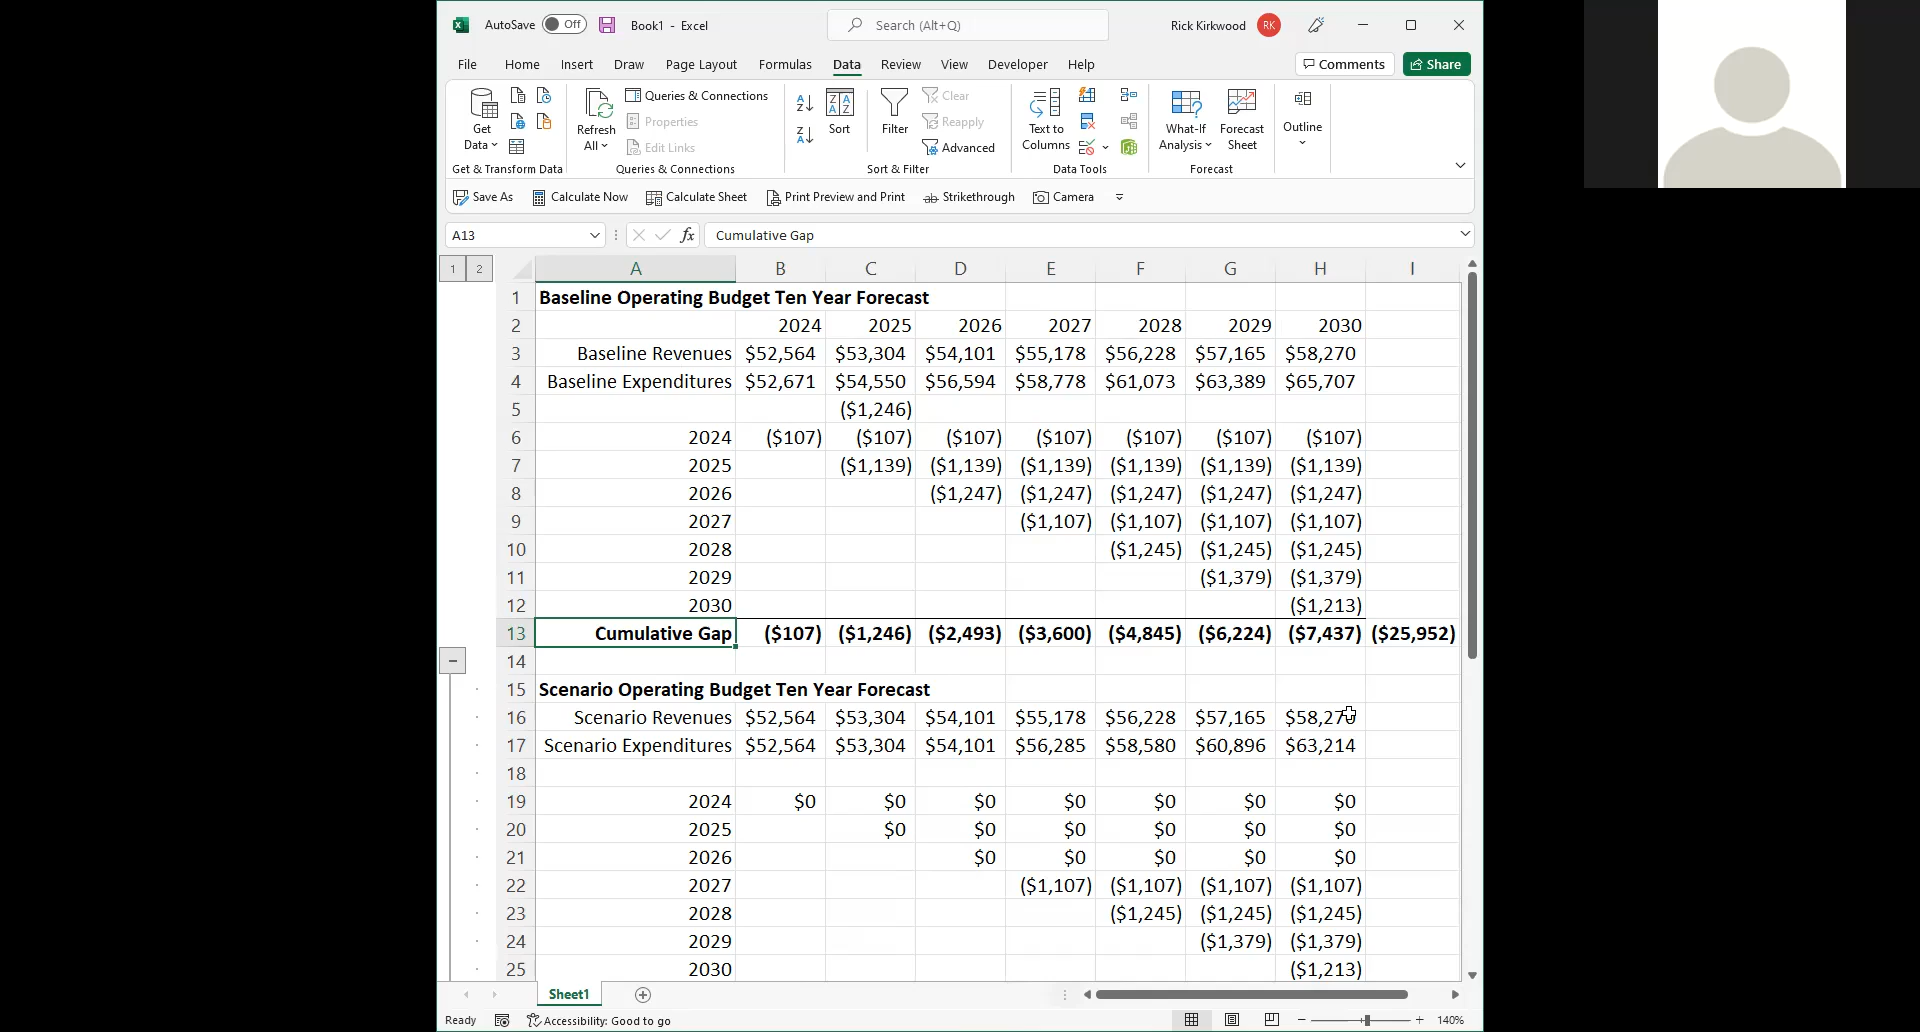 AutoSave Off Book1 - Excel Search (Alt+Q) Rick Kirkwood RK
File Home Insert Draw Page Layout Formulas Data Review View Developer Help Comments Share
Get Data Refresh All Queries & Connections Properties Edit Links Sort Filter Clear Reapply Advanced Text to Columns What-If Analysis Forecast Sheet Outline
Get & Transform Data Queries & Connections Sort & Filter Data Tools Forecast
Save As Calculate Now Calculate Sheet Print Preview and Print ab Strikethrough Camera
A13 fx Cumulative Gap
1 2 A B C D E F G H I
1 Baseline Operating Budget Ten Year Forecast
2 2024 2025 2026 2027 2028 2029 2030
3 Baseline Revenues $52,564 $53,304 $54,101 $55,178 $56,228 $57,165 $58,270
4 Baseline Expenditures $52,671 $54,550 $56,594 $58,778 $61,073 $63,389 $65,707
5 ($1,246)
6 2024 ($107) ($107) ($107) ($107) ($107) ($107) ($107)
7 2025 ($1,139) ($1,139) ($1,139) ($1,139) ($1,139) ($1,139)
8 2026 ($1,247) ($1,247) ($1,247) ($1,247) ($1,247)
9 2027 ($1,107) ($1,107) ($1,107) ($1,107)
10 2028 ($1,245) ($1,245) ($1,245)
11 2029 ($1,379) ($1,379)
12 2030 ($1,213)
13 Cumulative Gap ($107) ($1,246) ($2,493) ($3,600) ($4,845) ($6,224) ($7,437) ($25,952)
14
15 Scenario Operating Budget Ten Year Forecast
16 Scenario Revenues $52,564 $53,304 $54,101 $55,178 $56,228 $57,165
17 Scenario Expenditures $52,564 $53,304 $54,101 $56,285 $58,580 $60,896 $63,214
18
19 2024 $0 $0 $0 $0 $0 $0 $0
20 2025 $0 $0 $0 $0 $0 $0
21 2026 $0 $0 $0 $0 $0
22 2027 ($1,107) ($1,107) ($1,107) ($1,107)
23 2028 ($1,245) ($1,245) ($1,245)
24 2029 ($1,379) ($1,379)
25 2030 ($1,213)
Sheet1
Ready Accessibility: Good to go 140%